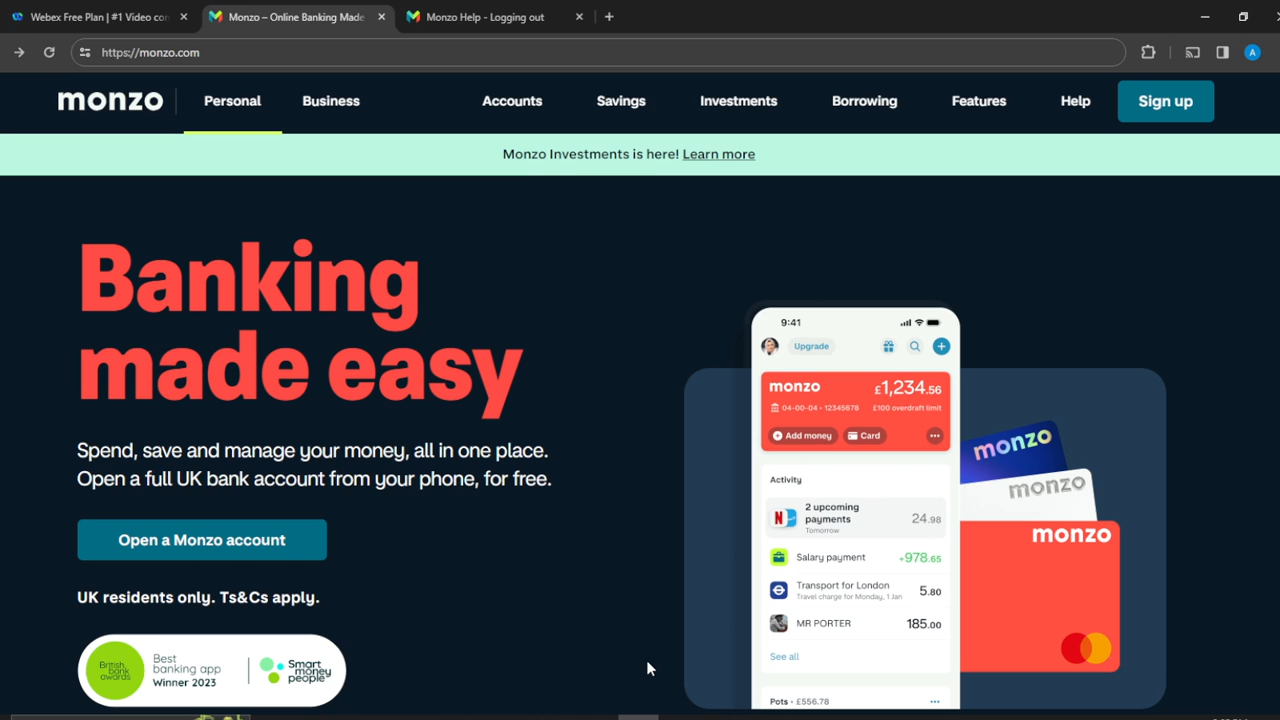 Webex Free Plan | #1 Video con
Monzo – Online Banking Made
Monzo Help - Logging out
https://monzo.com
A
monzo
Personal
Business
Accounts
Savings
Investments
Borrowing
Features
Help
Sign up
Monzo Investments is here! Learn more
Banking
made easy
Spend, save and manage your money, all in one place.
Open a full UK bank account from your phone, for free.
Open a Monzo account
UK residents only. Ts&Cs apply.
British
bank
awards
Best
banking app
Winner 2023
Smart
money
people
9:41
Upgrade
monzo
£1,234.56
04-00-04 • 12345678
£100 overdraft limit
Add money
Card
Activity
N
2 upcoming
payments
Tomorrow
24.98
Salary payment
+978.65
Transport for London
Travel charge for Monday, 1 Jan
5.80
MR PORTER
185.00
See all
Pots • £556.78
monzo
monzo
monzo